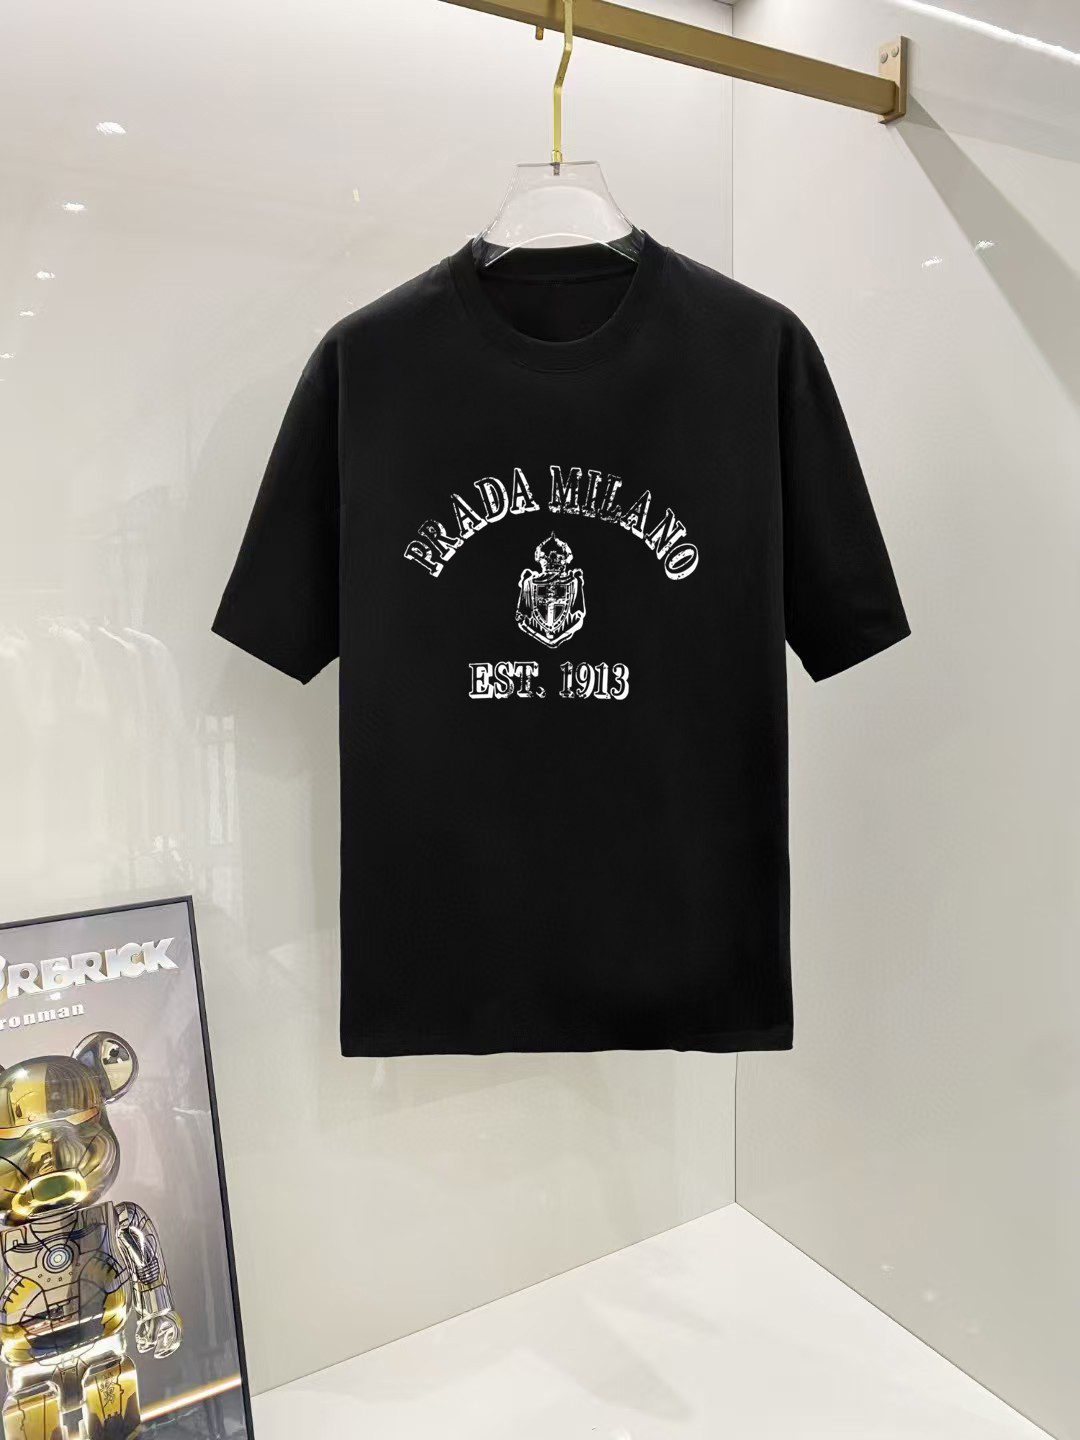 PRADA MILANO
EST. 1913
RBRICK
ronman